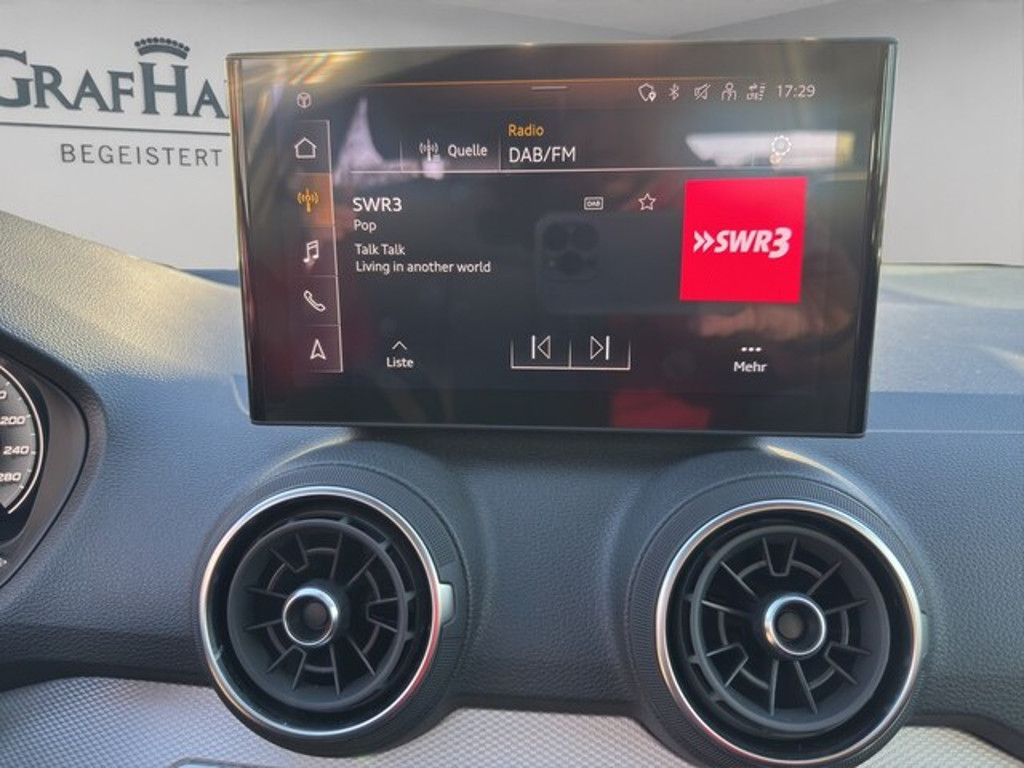 GRAFHA
BEGEISTERT
17:29
Quelle
Radio
DAB/FM
SWR3
DAB
Pop
Talk Talk
Living in another world
SWR3
Liste
Mehr
200
240
280